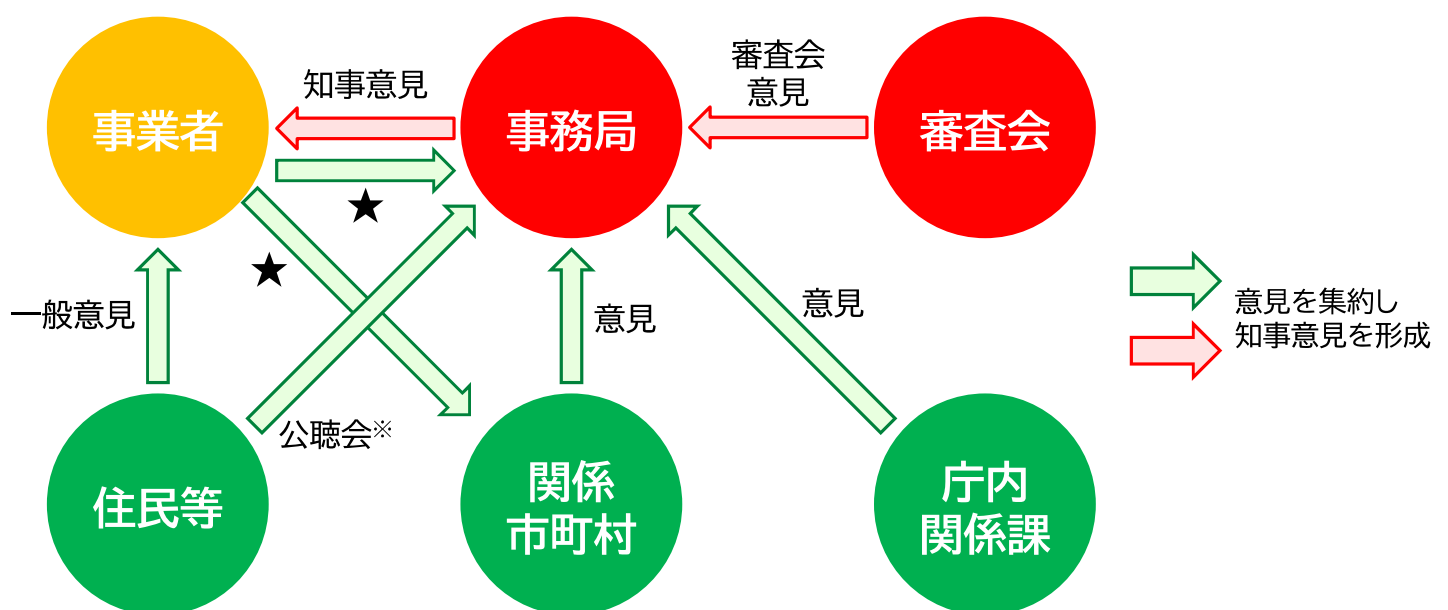 審査会
意見
知事意見
事業者
事務局
審査会
★
★
一般意見
意見
意見
意見を集約し
知事意見を形成
公聴会※
住民等
関係
市町村
庁内
関係課